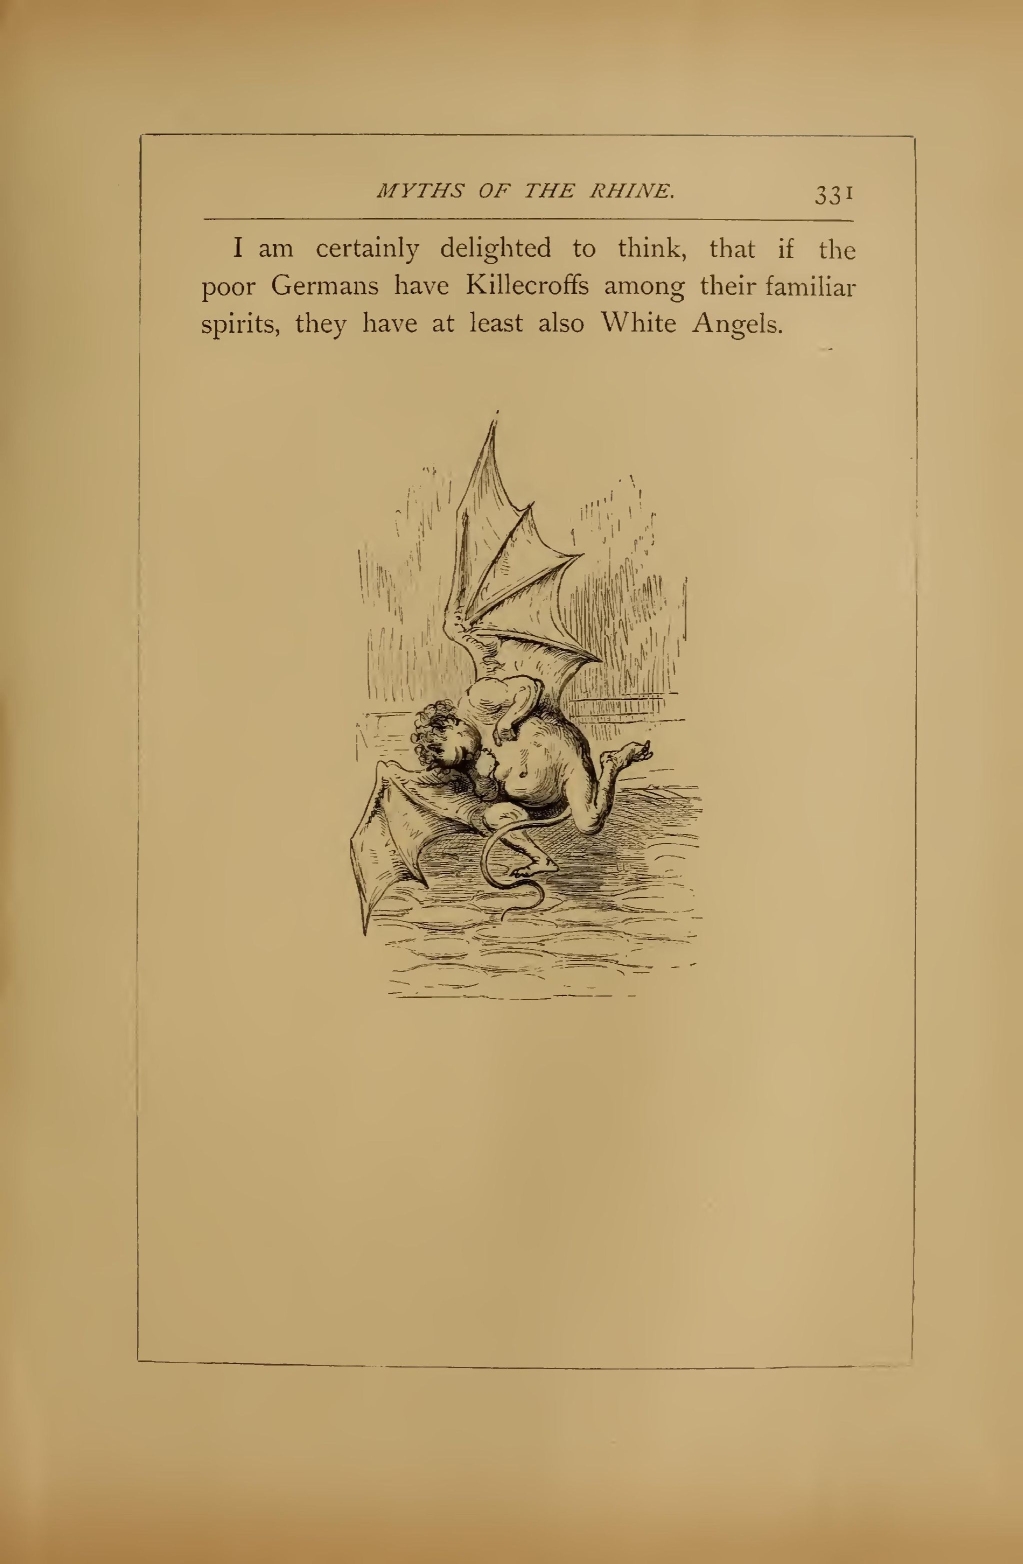 MYTHS OF THE RHINE. 331
I am certainly delighted to think, that if the
poor Germans have Killecroffs among their familiar
spirits, they have at least also White Angels.